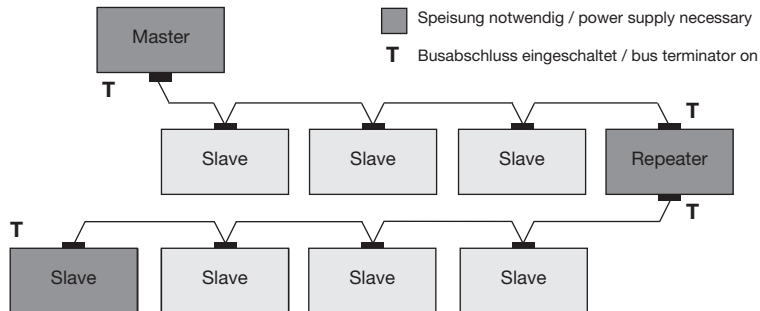 Speisung notwendig / power supply necessary
Master
T Busabschluss eingeschaltet / bus terminator on
T
T
Slave Slave Slave Repeater
T
T
Slave Slave Slave Slave